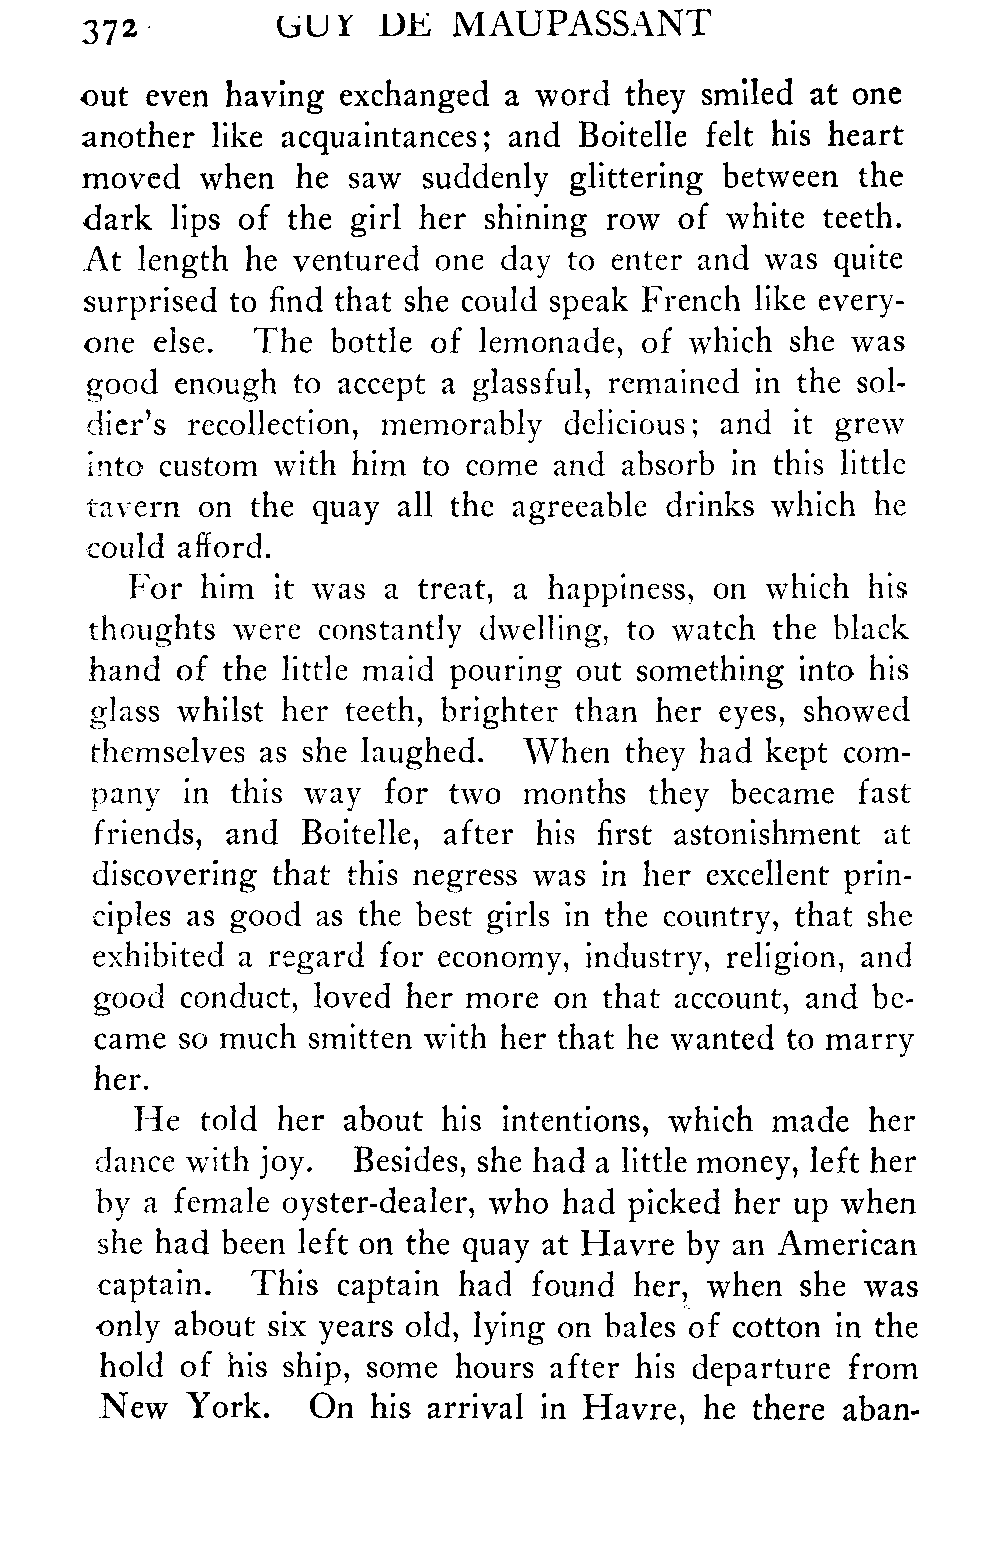 372 GUY DE MAUPASSANT
out even having exchanged a word they smiled at one
another like acquaintances; and Boitelle felt his heart
moved when he saw suddenly glittering between the
dark lips of the girl her shining row of white teeth.
At length he ventured one day to enter and was quite
surprised to find that she could speak French like every-
one else. The bottle of lemonade, of which she was
good enough to accept a glassful, remained in the sol-
dier's recollection, memorably delicious; and it grew
into custom with him to come and absorb in this little
tavern on the quay all the agreeable drinks which he
could afford.
For him it was a treat, a happiness, on which his
thoughts were constantly dwelling, to watch the black
hand of the little maid pouring out something into his
glass whilst her teeth, brighter than her eyes, showed
themselves as she laughed. When they had kept com-
pany in this way for two months they became fast
friends, and Boitelle, after his first astonishment at
discovering that this negress was in her excellent prin-
ciples as good as the best girls in the country, that she
exhibited a regard for economy, industry, religion, and
good conduct, loved her more on that account, and be-
came so much smitten with her that he wanted to marry
her.
He told her about his intentions, which made her
dance with joy. Besides, she had a little money, left her
by a female oyster-dealer, who had picked her up when
she had been left on the quay at Havre by an American
captain. This captain had found her, when she was
only about six years old, lying on bales of cotton in the
hold of his ship, some hours after his departure from
New York. On his arrival in Havre, he there aban-